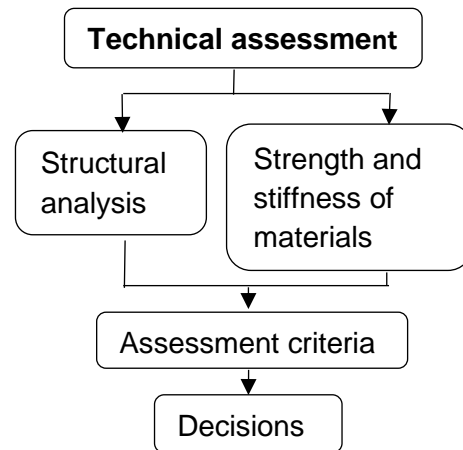 Technical assessment
Structural
analysis
Strength and
stiffness of
materials
Assessment criteria
Decisions